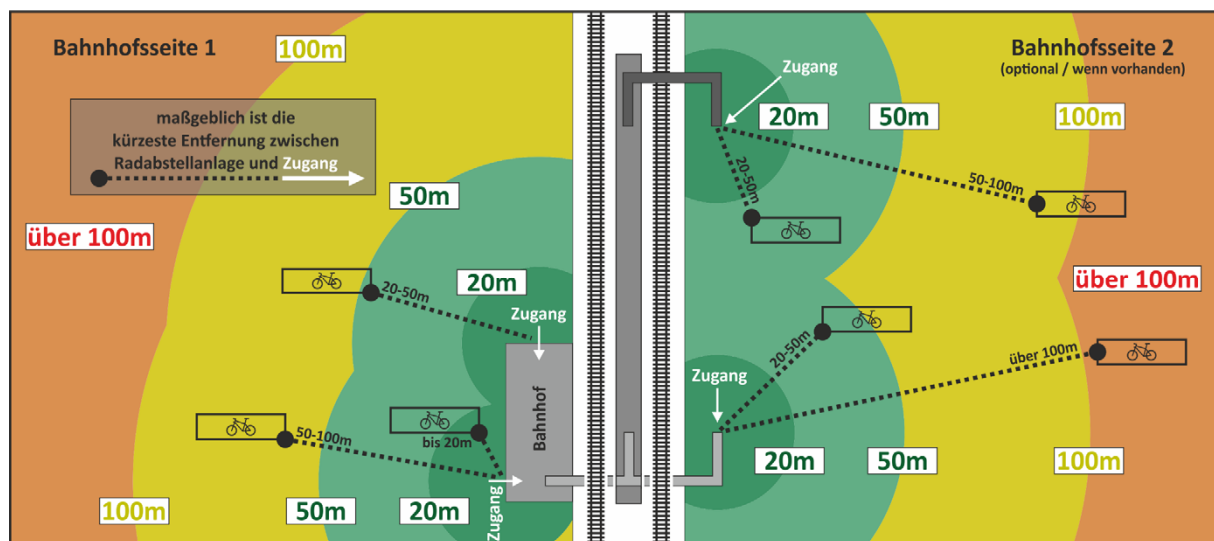 Bahnhofsseite 1
100m
maßgeblich ist die
kürzeste Entfernung zwischen
Radabstellanlage und Zugang
50m
über 100m
20m
20-50m
Zugang
Bahnhof
50-100m
bis 20m
Zugang
100m
50m
20m
Bahnhofsseite 2
(optional / wenn vorhanden)
Zugang
20m
50m
100m
20-50m
50-100m
über 100m
20-50m
über 100m
Zugang
20m
50m
100m